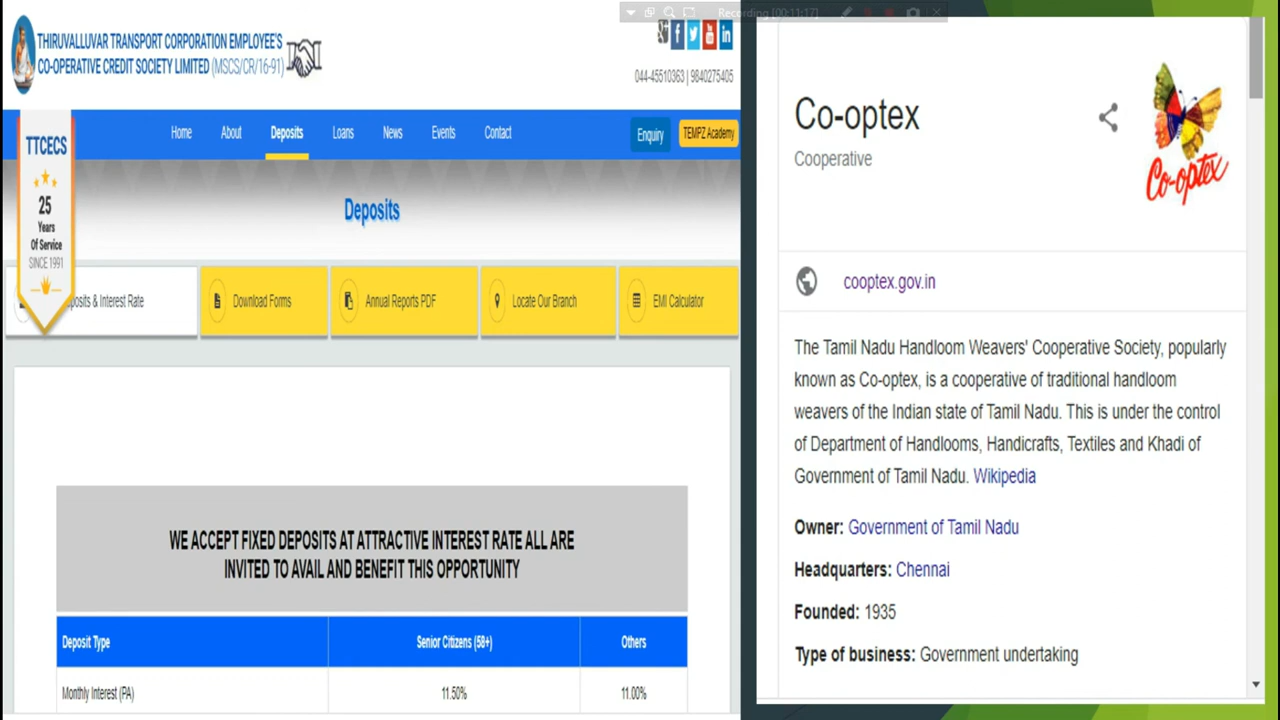 Recording [00:11:17]
THIRUVALLUVAR TRANSPORT CORPORATION EMPLOYEE'S
CO-OPERATIVE CREDIT SOCIETY LIMITED (MSCS/CR/16-91)
044-45510363 | 9840275405
Home About Deposits Loans News Events Contact Enquiry TEMPZ Academy
TTCECS
25
Years
Of Service
SINCE 1991
Deposits
posits & Interest Rate Download Forms Annual Reports PDF Locate Our Branch EMI Calculator
WE ACCEPT FIXED DEPOSITS AT ATTRACTIVE INTEREST RATE ALL ARE
INVITED TO AVAIL AND BENEFIT THIS OPPORTUNITY
Deposit Type Senior Citizens (58+) Others
Monthly Interest (PA) 11.50% 11.00%
Co-optex
Cooperative
Co-optex
cooptex.gov.in
The Tamil Nadu Handloom Weavers' Cooperative Society, popularly
known as Co-optex, is a cooperative of traditional handloom
weavers of the Indian state of Tamil Nadu. This is under the control
of Department of Handlooms, Handicrafts, Textiles and Khadi of
Government of Tamil Nadu. Wikipedia
Owner: Government of Tamil Nadu
Headquarters: Chennai
Founded: 1935
Type of business: Government undertaking